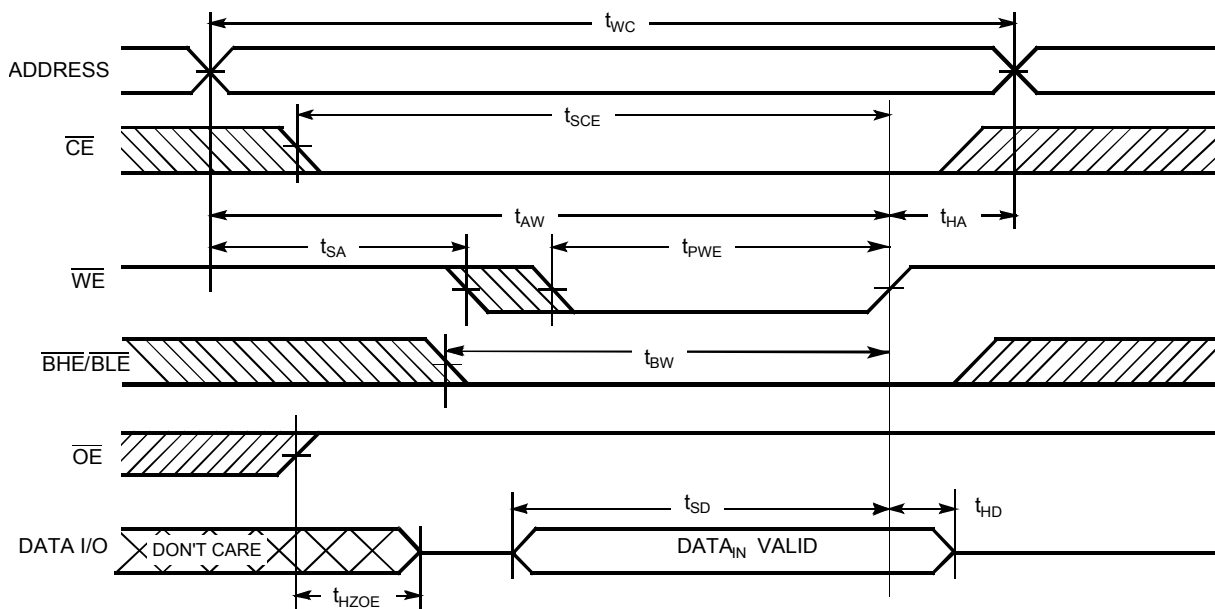 tWC
ADDRESS
tSCE
CE
tAW
tHA
tSA
tPWE
WE
BHE/BLE
tBW
OE
tSD
tHD
DATA I/O
DON'T CARE
DATAIN VALID
tHZOE